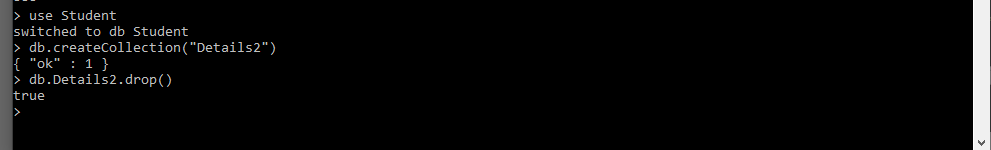 > use Student
switched to db Student
> db.createCollection("Details2")
{ "ok" : 1 }
> db.Details2.drop()
true
>